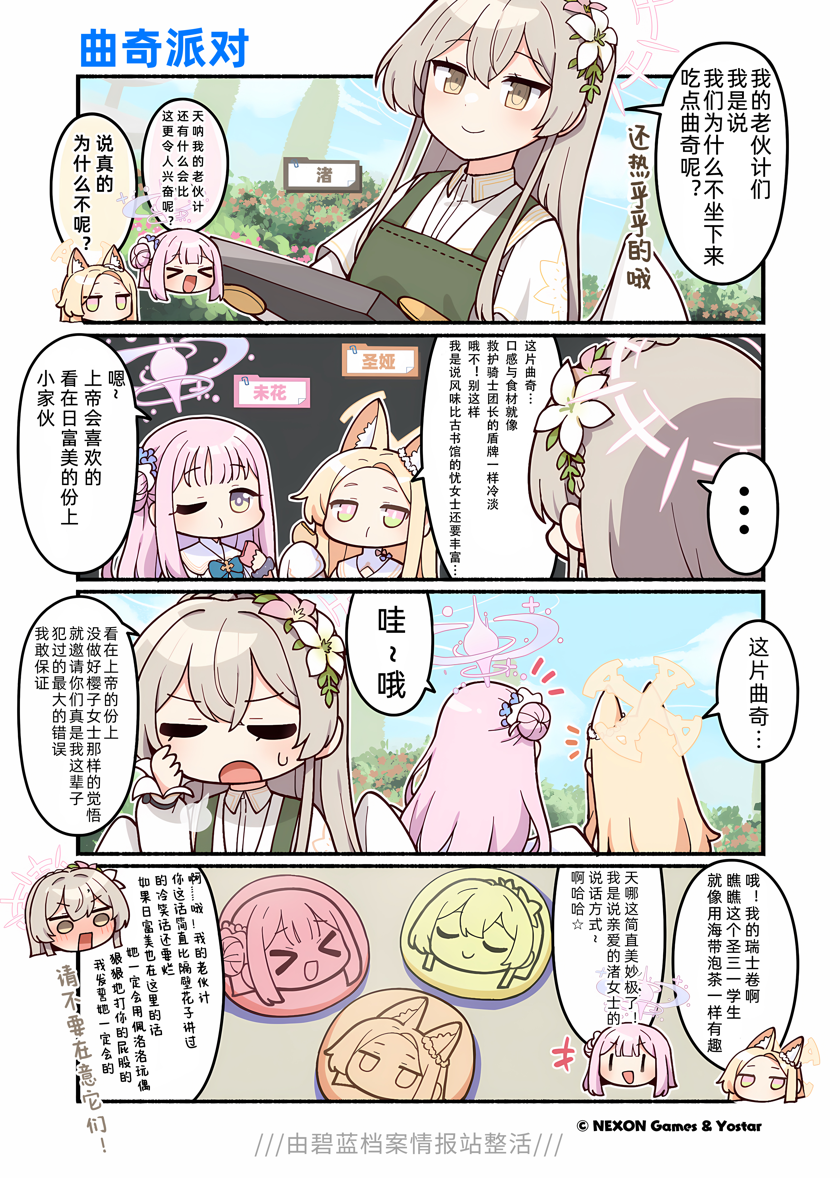 曲奇派对
我的老伙计们
我是说
我们为什么不坐下来
吃点曲奇呢?
还热乎乎的哦
渚
天呐我的老伙计
还有什么会比
这更令人兴奋呢?
说真的
为什么不呢?
...
这片曲奇...
口感与食材就像
救护骑士团长的盾牌一样冷淡
哦不!别这样
我是说风味比古书馆的忧女士还要丰富...
圣娅
未花
嗯~
上帝会喜欢的
看在日富美的份上
小家伙
这片曲奇...
哇~哦
看在上帝的份上
没做好樱子女士那样的觉悟
就邀请你们真是我这辈子
犯过的最大的错误
我敢保证
哦!我的瑞士卷啊
瞧瞧这个圣三一学生
就像用海带泡茶一样有趣
天哪这简直美妙极了!
我是说亲爱的渚女士的
说话方式~
啊哈哈☆
啊......哦!我的老伙计
你这话简直比隔壁花子讲过
的冷笑话还要烂
如果日富美也在这里的话
她一定会用佩洛洛玩偶
狠狠地打你的屁股的
我发誓她一定会的
请不要在意它们!
© NEXON Games & Yostar
///由碧蓝档案情报站整活///